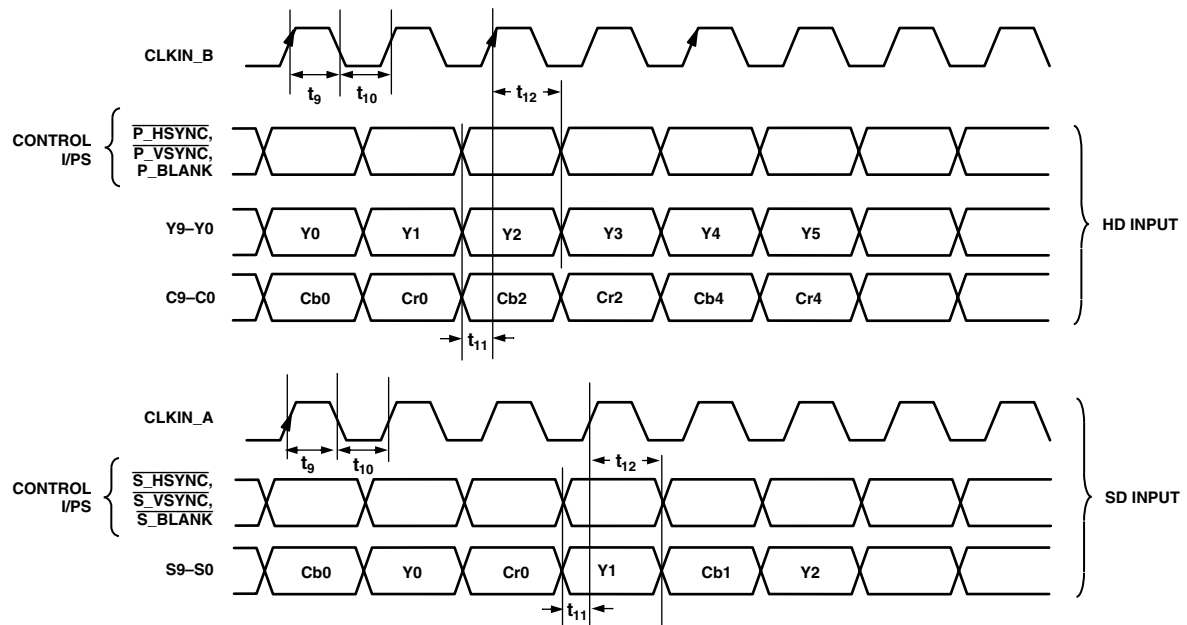 CLKIN_B
t9 t10 t12
CONTROL I/PS
P_HSYNC,
P_VSYNC,
P_BLANK
Y9–Y0 Y0 Y1 Y2 Y3 Y4 Y5
HD INPUT
C9–C0 Cb0 Cr0 Cb2 Cr2 Cb4 Cr4
t11
CLKIN_A
t9 t10 t12
CONTROL I/PS
S_HSYNC,
S_VSYNC,
S_BLANK
SD INPUT
S9–S0 Cb0 Y0 Cr0 Y1 Cb1 Y2
t11